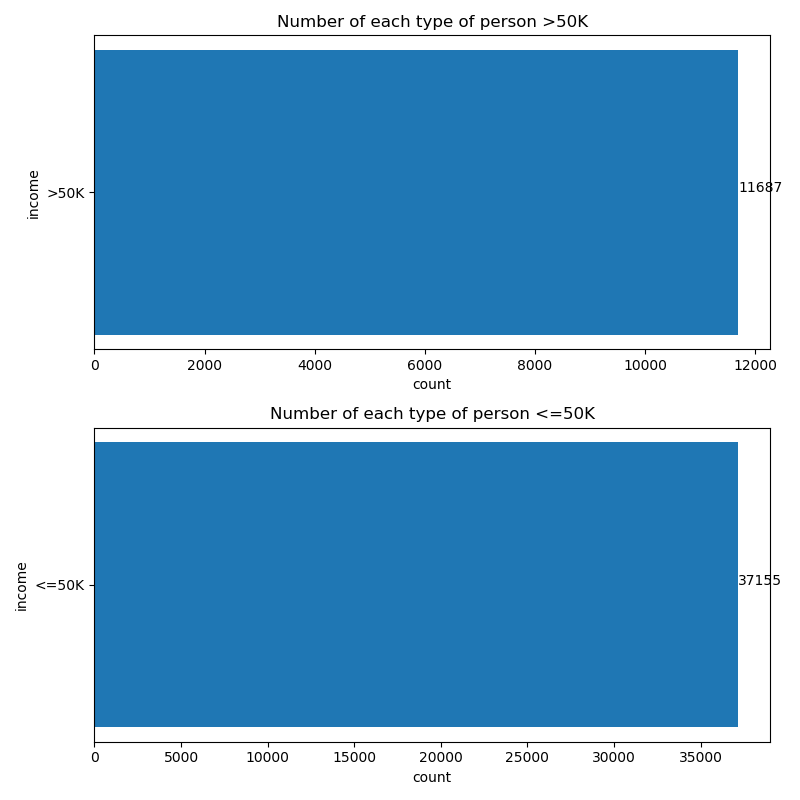 Number of each type of person >50K
income
>50K
11687
0 2000 4000 6000 8000 10000 12000
count
Number of each type of person <=50K
income
<=50K
37155
0 5000 10000 15000 20000 25000 30000 35000
count